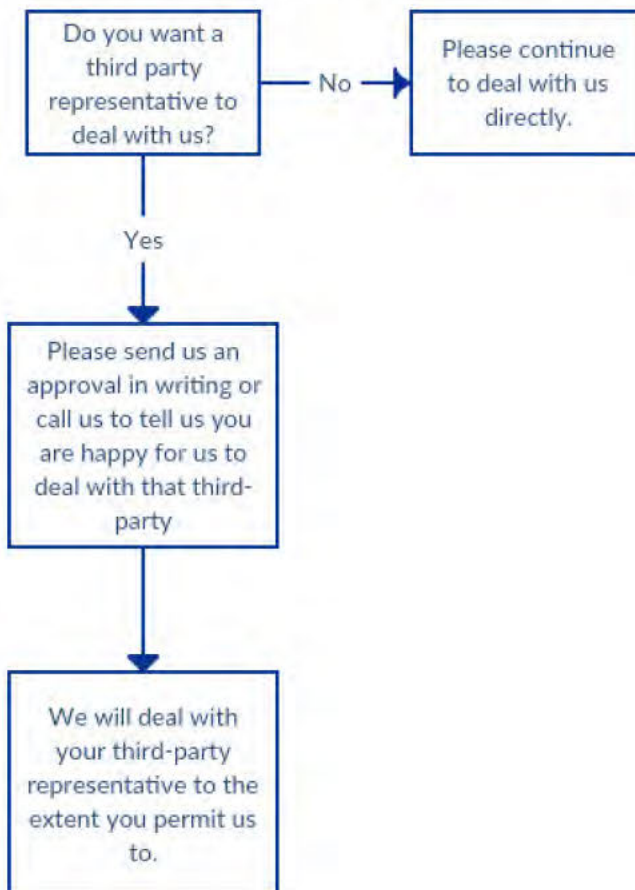 Do you want a
third party
representative to
deal with us?
No
Please continue
to deal with us
directly.
Yes
Please send us an
approval in writing or
call us to tell us you
are happy for us to
deal with that third-
party
We will deal with
your third-party
representative to the
extent you permit us
to.